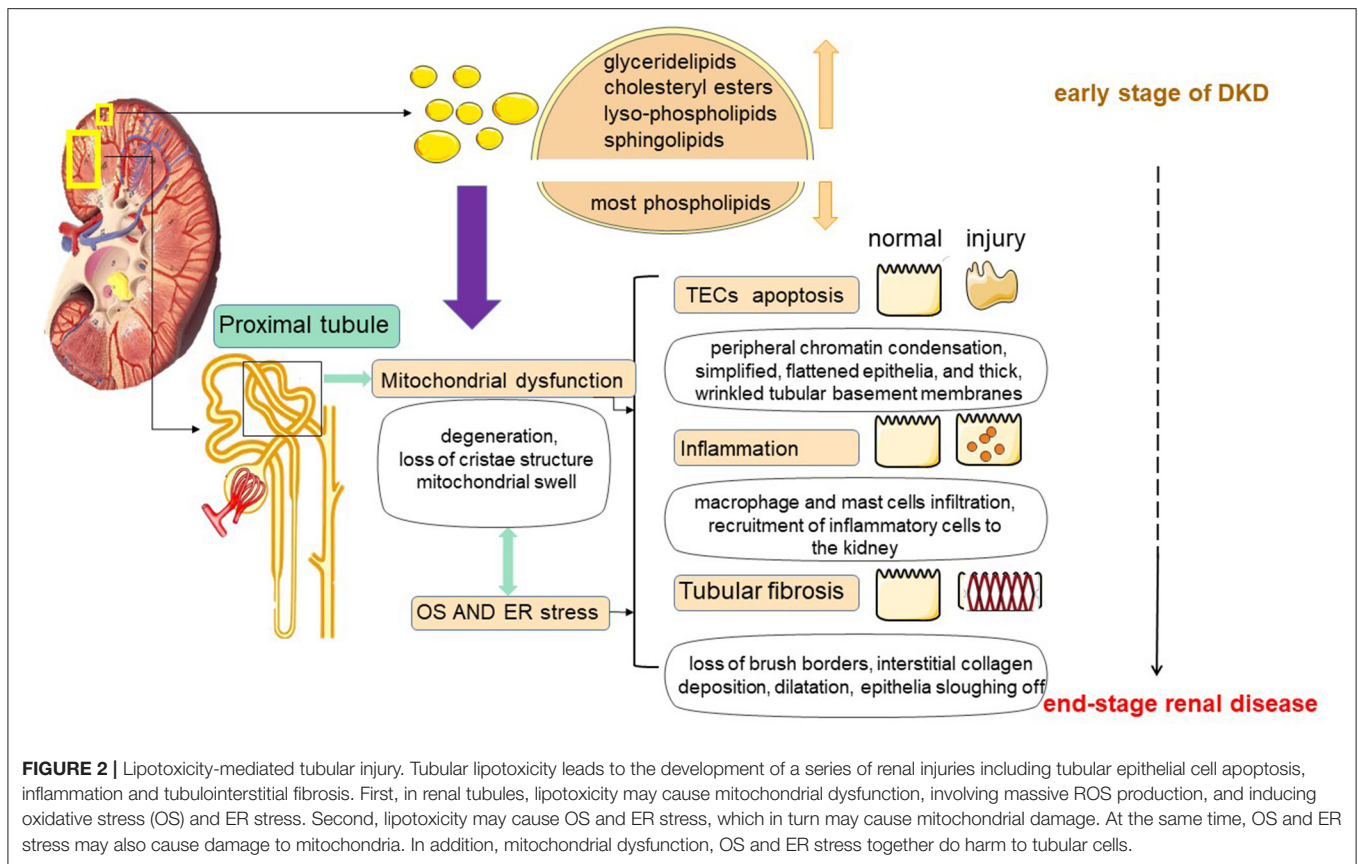 glyceridelipids
cholesteryl esters
lyso-phospholipids
sphingolipids
most phospholipids
early stage of DKD
normal injury
Proximal tubule
Mitochondrial dysfunction
degeneration,
loss of cristae structure
mitochondrial swell
OS AND ER stress
TECs apoptosis
peripheral chromatin condensation,
simplified, flattened epithelia, and thick,
wrinkled tubular basement membranes
Inflammation
macrophage and mast cells infiltration,
recruitment of inflammatory cells to
the kidney
Tubular fibrosis
loss of brush borders, interstitial collagen
deposition, dilatation, epithelia sloughing off
end-stage renal disease
FIGURE 2 | Lipotoxicity-mediated tubular injury. Tubular lipotoxicity leads to the development of a series of renal injuries including tubular epithelial cell apoptosis,
inflammation and tubulointerstitial fibrosis. First, in renal tubules, lipotoxicity may cause mitochondrial dysfunction, involving massive ROS production, and inducing
oxidative stress (OS) and ER stress. Second, lipotoxicity may cause OS and ER stress, which in turn may cause mitochondrial damage. At the same time, OS and ER
stress may also cause damage to mitochondria. In addition, mitochondrial dysfunction, OS and ER stress together do harm to tubular cells.